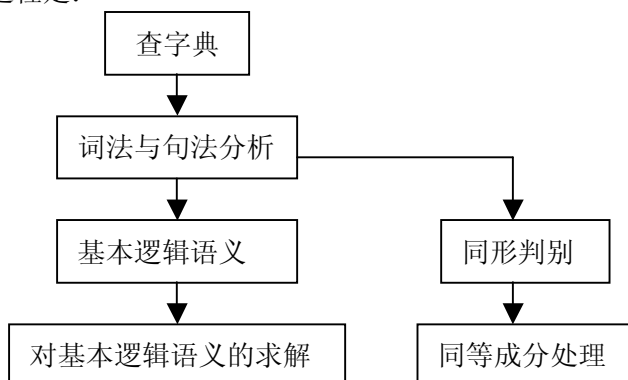 查字典
词法与句法分析
基本逻辑语义
同形判别
对基本逻辑语义的求解
同等成分处理